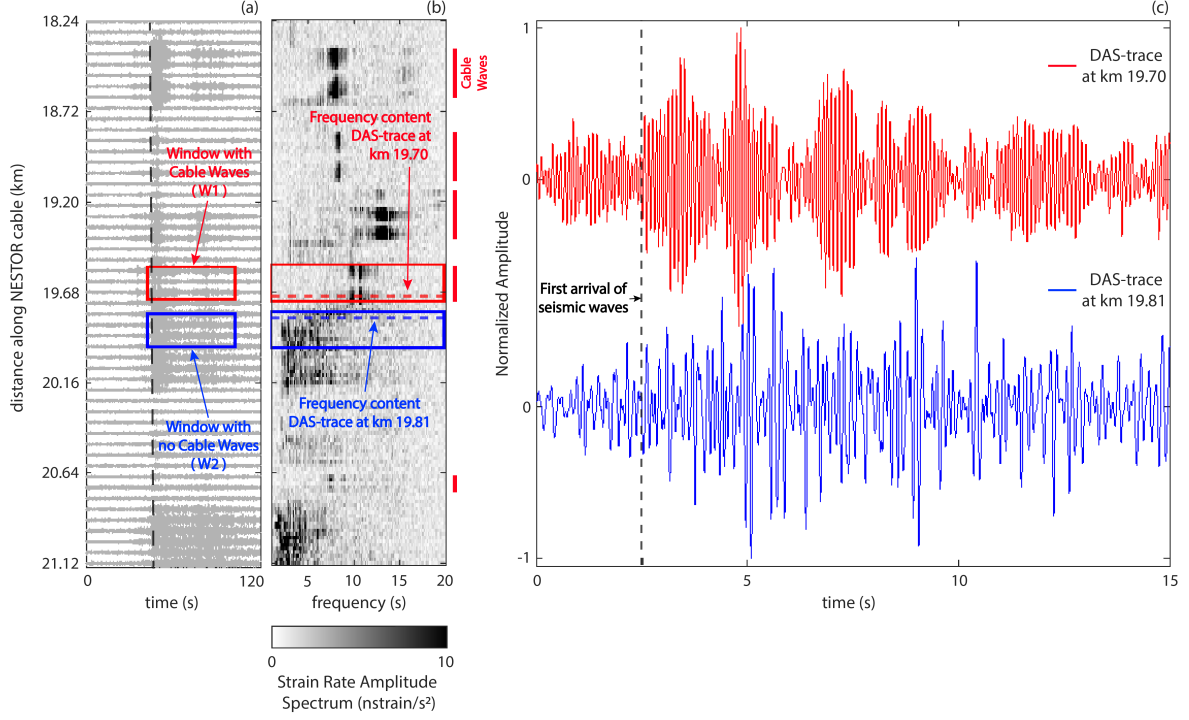 (a)
(b)
(c)
18.24
18.72
19.20
19.68
20.16
20.64
21.12
distance along NESTOR cable (km)
Window with
Cable Waves
( W1 )
Window with
no Cable Waves
( W2 )
0
120
time (s)
Cable
Waves
Frequency content
DAS-trace at
km 19.70
Frequency content
DAS-trace at km 19.81
5
10
15
20
frequency (s)
0
10
Strain Rate Amplitude
Spectrum (nstrain/s²)
Normalized Amplitude
1
0
0
-1
DAS-trace
at km 19.70
First arrival of
seismic waves
DAS-trace
at km 19.81
0
5
10
15
time (s)